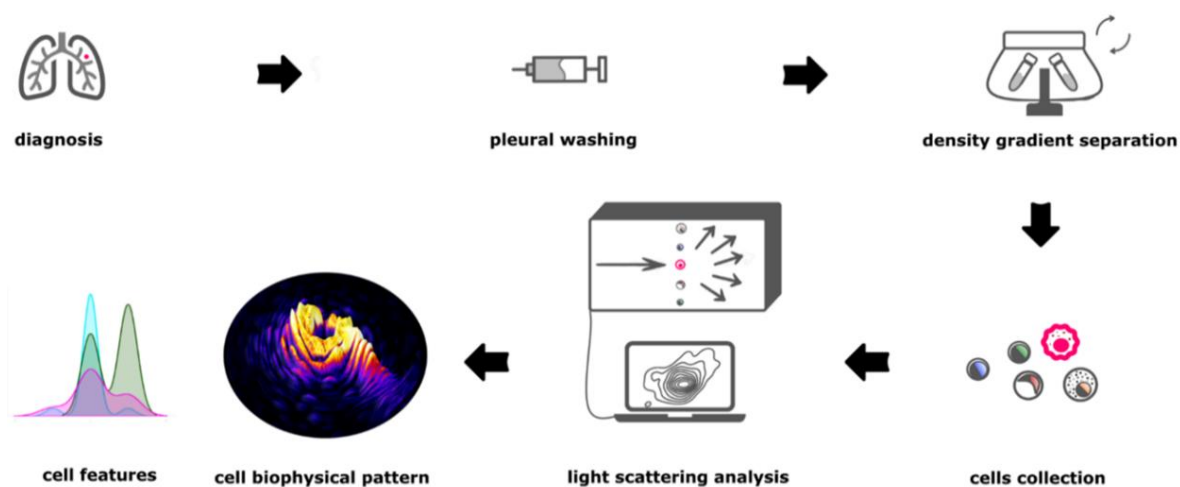 diagnosis
pleural washing
density gradient separation
cell features
cell biophysical pattern
light scattering analysis
cells collection